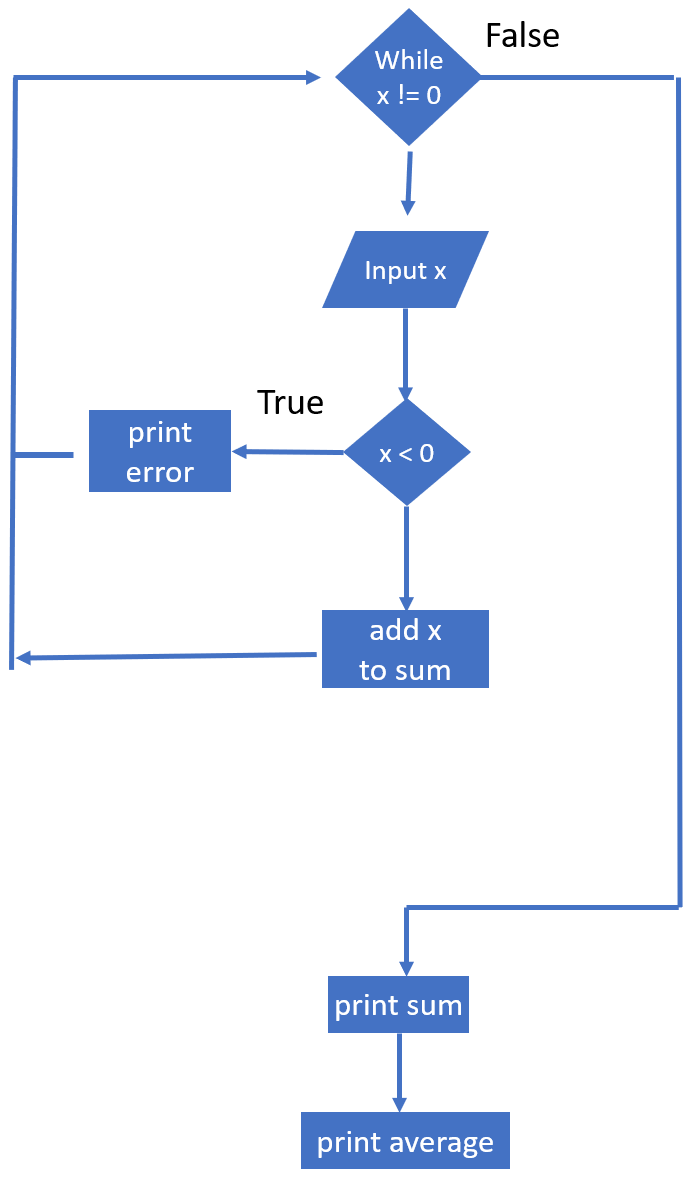 While
x != 0
False
Input x
True
x < 0
print
error
add x
to sum
print sum
print average